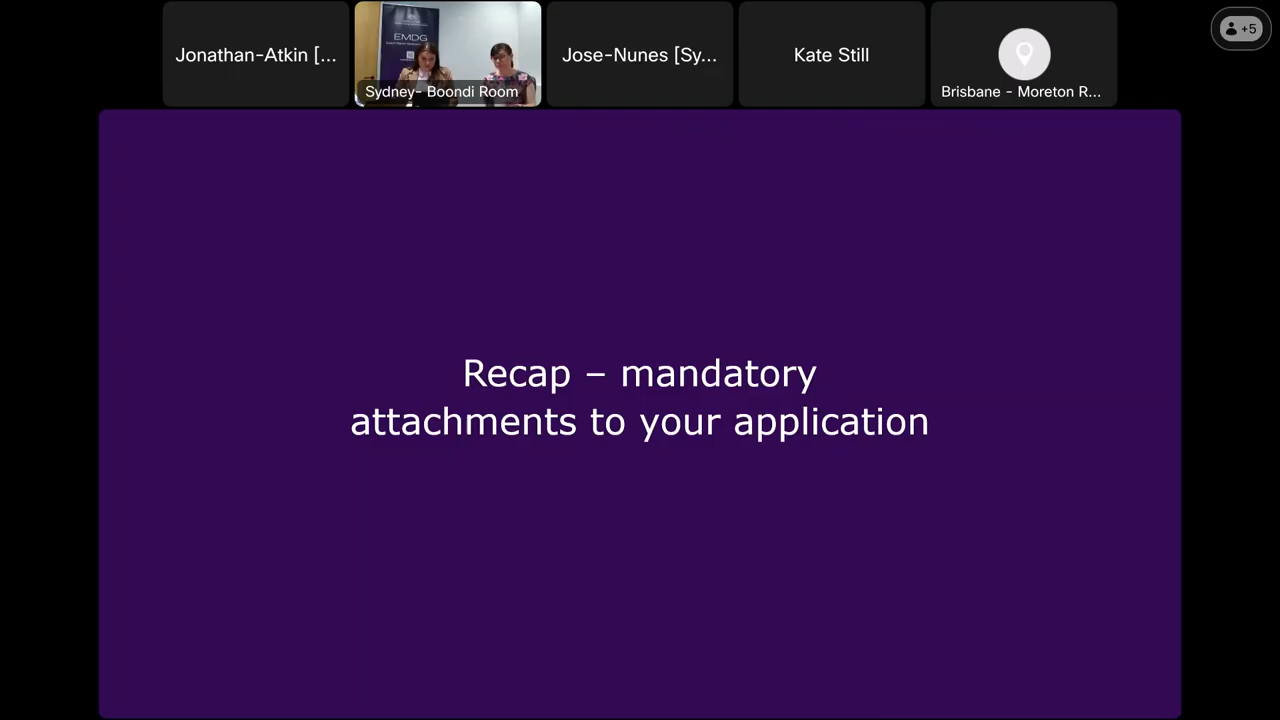 Jonathan-Atkin [...
EMDG
Sydney- Boondi Room
Jose-Nunes [Sy...
Kate Still
Brisbane - Moreton R...
+5
Recap – mandatory
attachments to your application